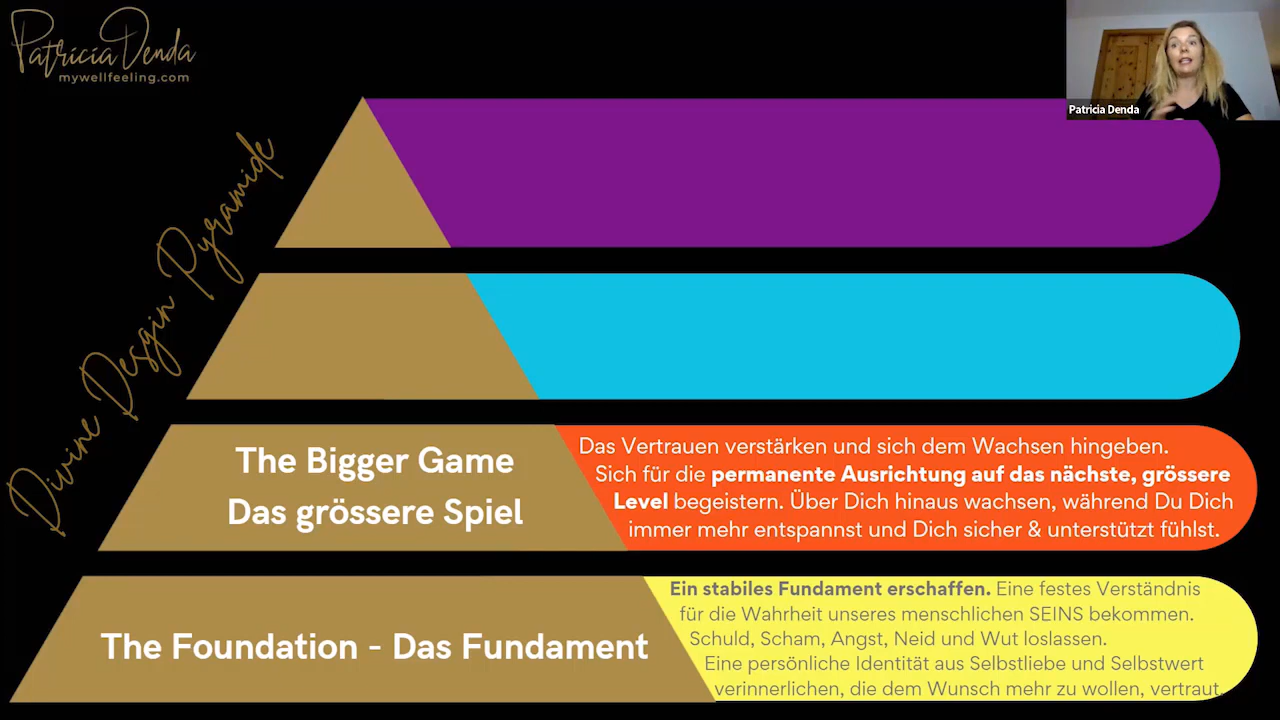 Patricia Denda
mywellfeeling.com
Patricia Denda
Divine Desgin Pyramide
The Bigger Game
Das grössere Spiel
Das Vertrauen verstärken und sich dem Wachsen hingeben.
Sich für die permanente Ausrichtung auf das nächste, grössere
Level begeistern. Über Dich hinaus wachsen, während Du Dich
immer mehr entspannst und Dich sicher & unterstützt fühlst.
The Foundation - Das Fundament
Ein stabiles Fundament erschaffen. Eine festes Verständnis
für die Wahrheit unseres menschlichen SEINS bekommen.
Schuld, Scham, Angst, Neid und Wut loslassen.
Eine persönliche Identität aus Selbstliebe und Selbstwert
verinnerlichen, die dem Wunsch mehr zu wollen, vertraut.